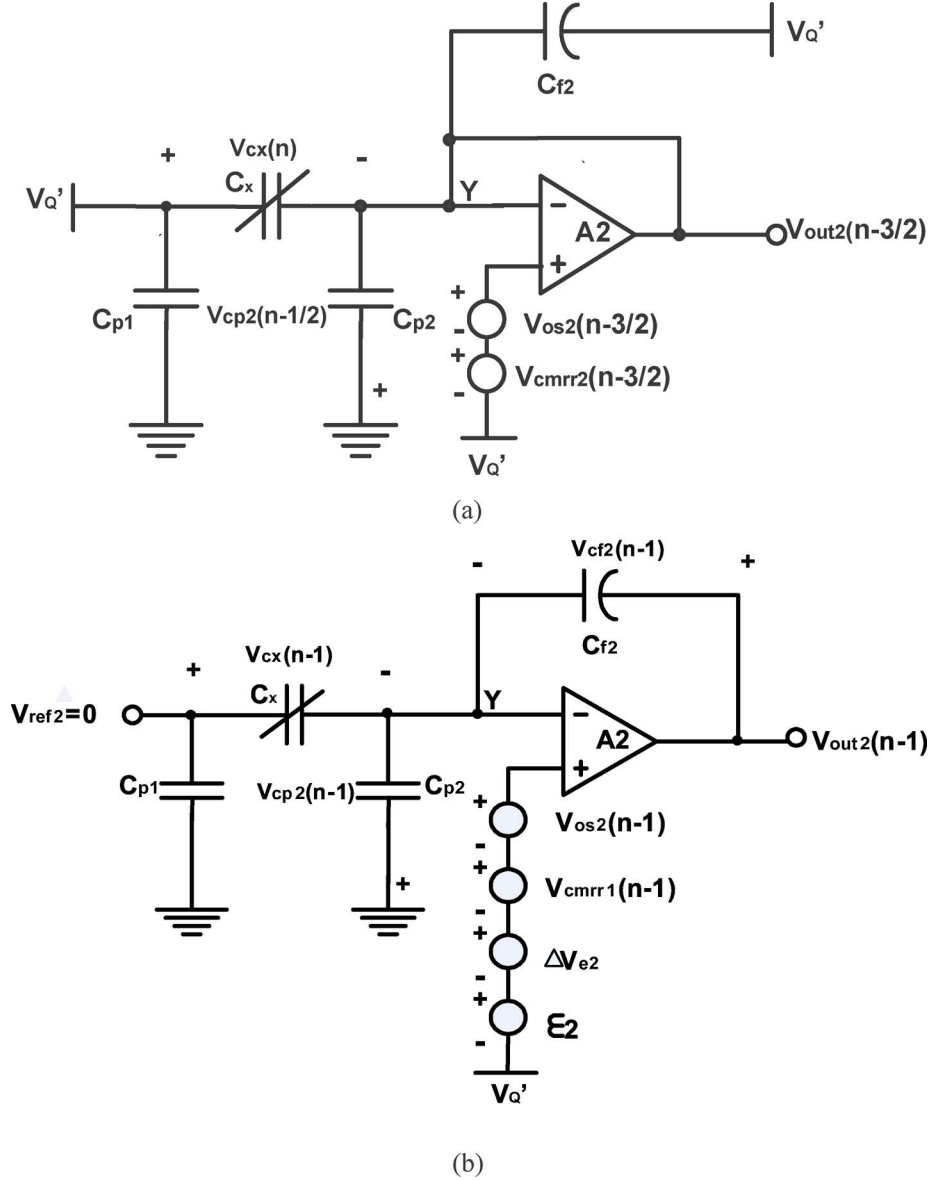 VQ'
Cf2
+ Vcx(n) -
Cx
VQ' Y - A2 Vout2(n-3/2)
+
Cp1 Vcp2(n-1/2) Cp2 + - Vos2(n-3/2)
+ + - Vcmrr2(n-3/2)
VQ'
(a)
- Vcf2(n-1) +
Cf2
+ Vcx(n-1) -
Cx
Vref2=0 Y - A2 Vout2(n-1)
+
Cp1 Vcp2(n-1) Cp2 + - Vos2(n-1)
+ + - Vcmrr1(n-1)
+ - ΔVe2
+ - ε2
VQ'
(b)